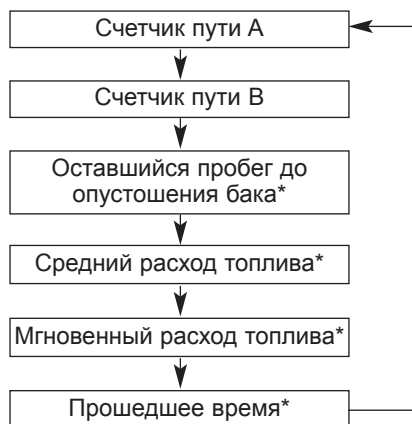 Счетчик пути A
Счетчик пути B
Оставшийся пробег до
опустошения бака*
Средний расход топлива*
Мгновенный расход топлива*
Прошедшее время*